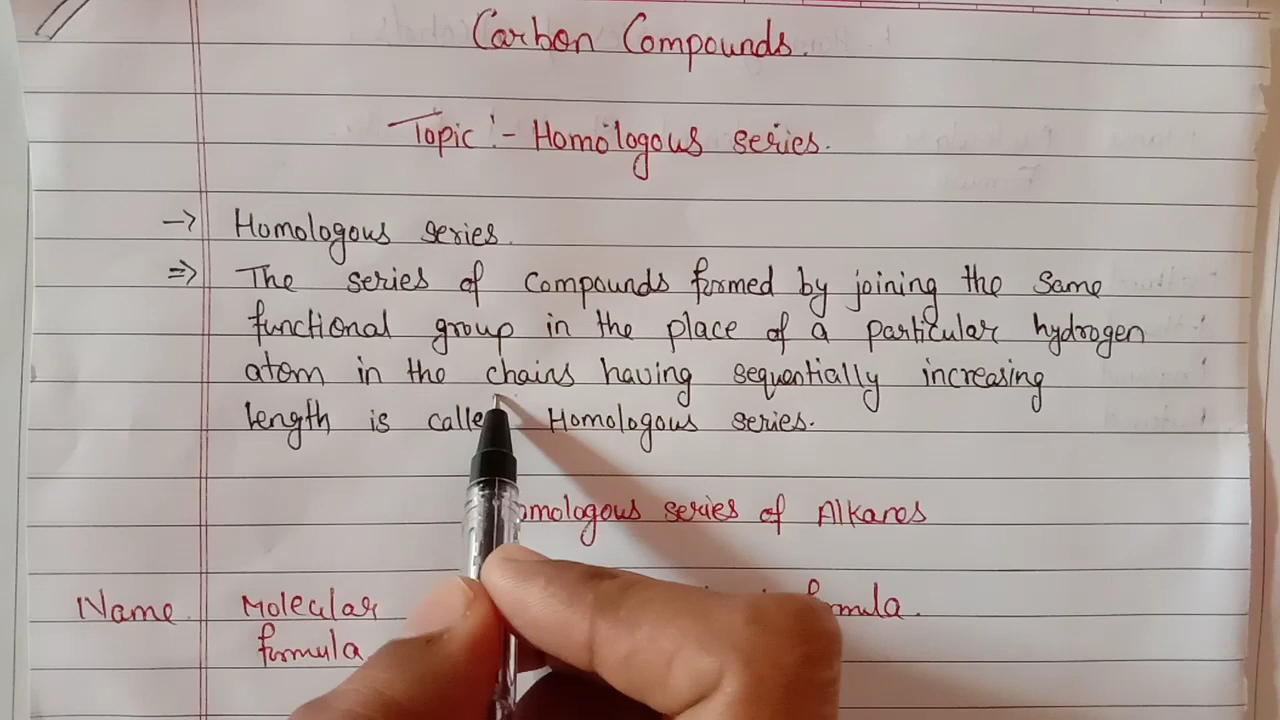 Carbon Compounds.
Topic :- Homologous series.
→ Homologous series.
⇒ The series of compounds formed by joining the same
functional group in the place of a particular hydrogen
atom in the chains having sequentially increasing
length is calle Homologous series.
omologous series of Alkanes
Name Molecular
formula mula.